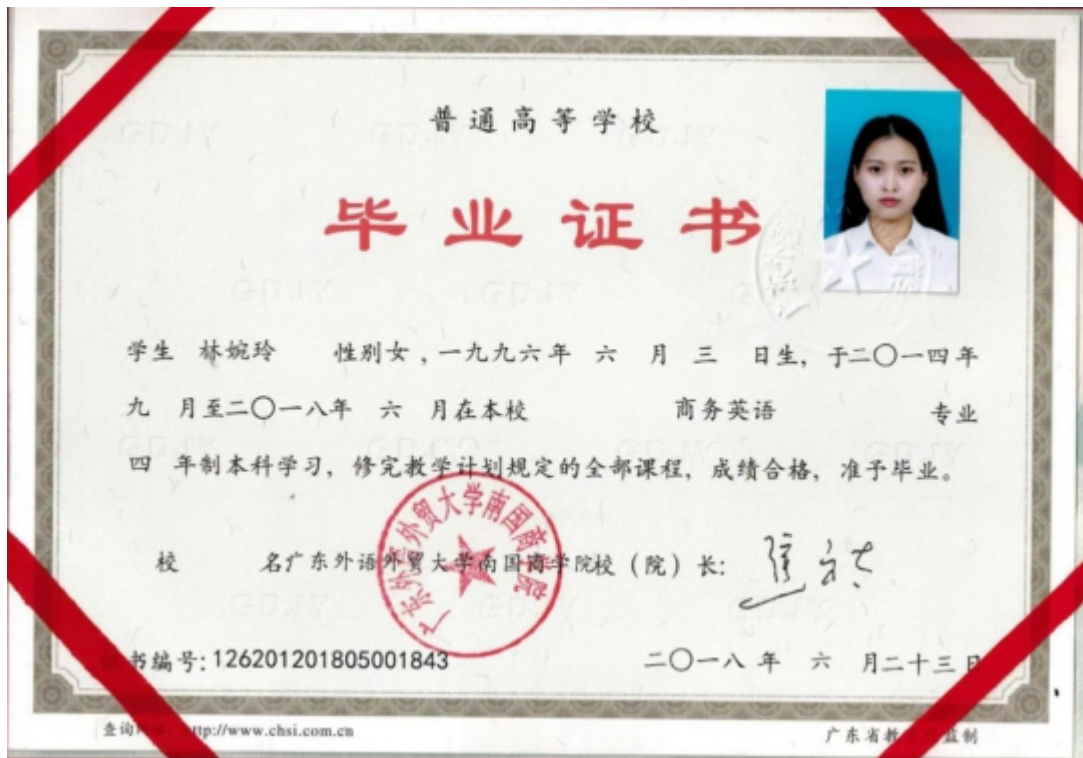 普通高等学校
毕业证书
学生 林婉玲 性别女，一九九六年 六 月 三 日生，于二〇一四年
九 月至二〇一八年 六 月在本校 商务英语 专业
四 年制本科学习，修完教学计划规定的全部课程，成绩合格，准予毕业。
广东外语外贸大学南国商学院
校 名广东外语外贸大学南国商学院校（院）长:
书编号: 126201201805001843
二〇一八 年 六 月二十三日
查询 http://www.chsi.com.cn
广东省教 监制